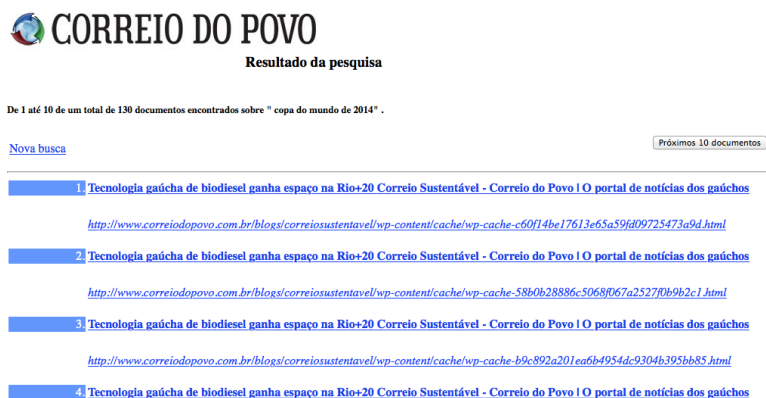 CORREIO DO POVO
Resultado da pesquisa
De 1 até 10 de um total de 130 documentos encontrados sobre " copa do mundo de 2014" .
Nova busca
Próximos 10 documentos
1. Tecnologia gaúcha de biodiesel ganha espaço na Rio+20 Correio Sustentável - Correio do Povo | O portal de notícias dos gaúchos
http://www.correiodopovo.com.br/blogs/correiosustentavel/wp-content/cache/wp-cache-c60f14be17613e65a59fd09725473a9d.html
2. Tecnologia gaúcha de biodiesel ganha espaço na Rio+20 Correio Sustentável - Correio do Povo | O portal de notícias dos gaúchos
http://www.correiodopovo.com.br/blogs/correiosustentavel/wp-content/cache/wp-cache-58b0b28886c5068f067a2527f0b9b2c1.html
3. Tecnologia gaúcha de biodiesel ganha espaço na Rio+20 Correio Sustentável - Correio do Povo | O portal de notícias dos gaúchos
http://www.correiodopovo.com.br/blogs/correiosustentavel/wp-content/cache/wp-cache-b9c892a201ea6b4954dc9304b395bb85.html
4. Tecnologia gaúcha de biodiesel ganha espaço na Rio+20 Correio Sustentável - Correio do Povo | O portal de notícias dos gaúchos